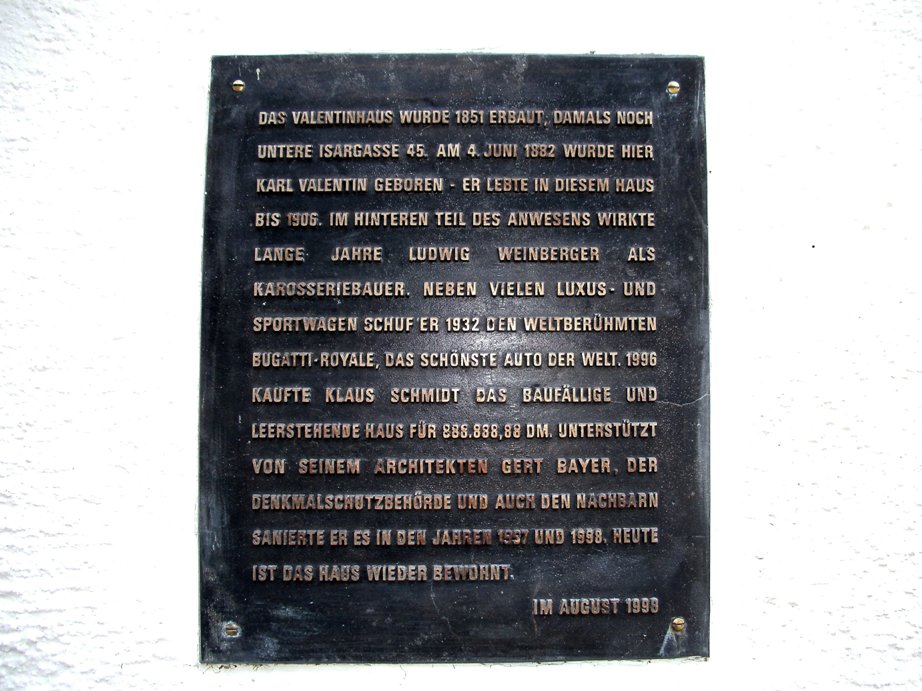 DAS VALENTINHAUS WURDE 1851 ERBAUT, DAMALS NOCH
UNTERE ISARGASSE 45. AM 4. JUNI 1882 WURDE HIER
KARL VALENTIN GEBOREN - ER LEBTE IN DIESEM HAUS
BIS 1906. IM HINTEREN TEIL DES ANWESENS WIRKTE
LANGE JAHRE LUDWIG WEINBERGER ALS
KAROSSERIEBAUER. NEBEN VIELEN LUXUS- UND
SPORTWAGEN SCHUF ER 1932 DEN WELTBERÜHMTEN
BUGATTI-ROYALE, DAS SCHÖNSTE AUTO DER WELT. 1996
KAUFTE KLAUS SCHMIDT DAS BAUFÄLLIGE UND
LEERSTEHENDE HAUS FÜR 888.888,88 DM. UNTERSTÜTZT
VON SEINEM ARCHITEKTEN GERT BAYER, DER
DENKMALSCHUTZBEHÖRDE UND AUCH DEN NACHBARN
SANIERTE ER ES IN DEN JAHREN 1997 UND 1998. HEUTE
IST DAS HAUS WIEDER BEWOHNT.
IM AUGUST 1998